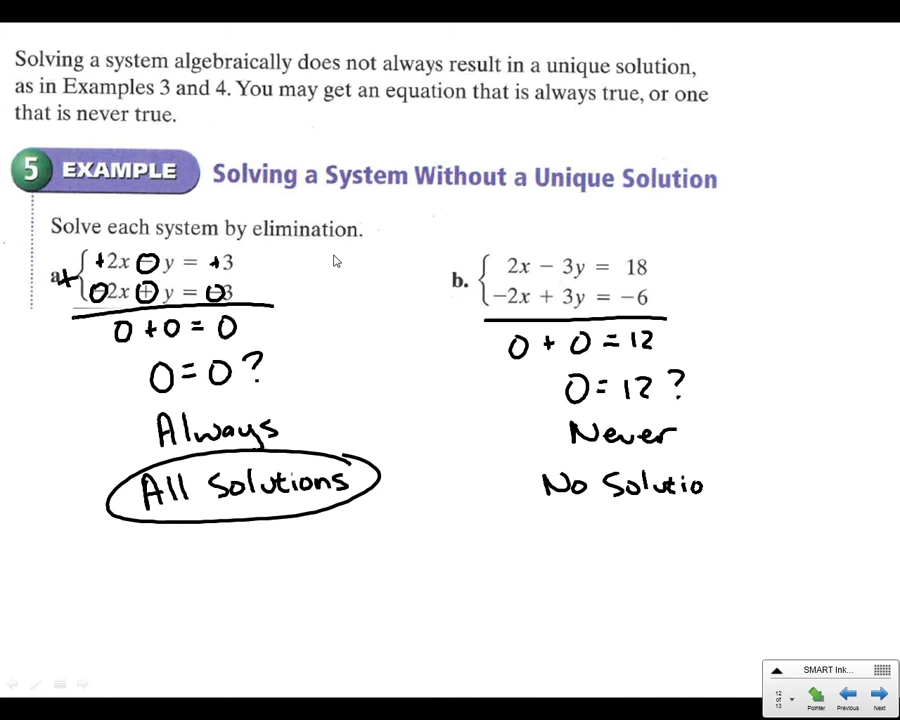 Solving a system algebraically does not always result in a unique solution,
as in Examples 3 and 4. You may get an equation that is always true, or one
that is never true.
5 EXAMPLE Solving a System Without a Unique Solution
Solve each system by elimination.
a. +2x − y = +3
+ −2x + y = −3
0 + 0 = 0
0 = 0 ?
Always
All Solutions
b. 2x − 3y = 18
−2x + 3y = −6
0 + 0 = 12
0 = 12 ?
Never
No Solutio
SMART Ink...
12 of 13
Pointer Previous Next